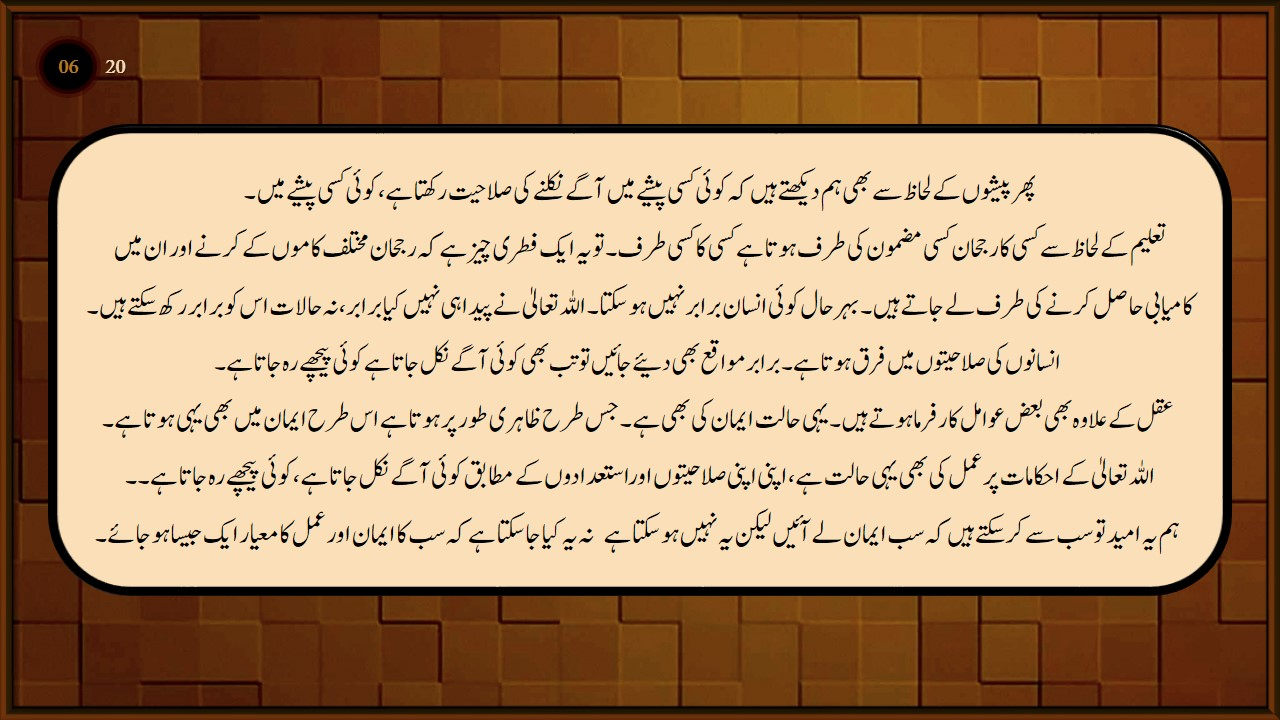 06 20
پھر پیشوں کے لحاظ سے بھی ہم دیکھتے ہیں کہ کوئی کسی پیشے میں آگے نکلنے کی صلاحیت رکھتا ہے، کوئی کسی پیشے میں۔
تعلیم کے لحاظ سے کسی کا رجحان کسی مضمون کی طرف ہوتا ہے کسی کا کسی طرف۔ تو یہ ایک فطری چیز ہے کہ رجحان مختلف کاموں کے کرنے اور ان میں
کامیابی حاصل کرنے کی طرف لے جاتے ہیں۔ بہر حال کوئی انسان برابر نہیں ہو سکتا۔ اللہ تعالیٰ نے پیدا ہی نہیں کیا برابر، نہ حالات اس کو برابر رکھ سکتے ہیں۔
انسانوں کی صلاحیتوں میں فرق ہوتا ہے۔ برابر مواقع بھی دیئے جائیں تو تب بھی کوئی آگے نکل جاتا ہے کوئی پیچھے رہ جاتا ہے۔
عقل کے علاوہ بھی بعض عوامل کار فرما ہوتے ہیں۔ یہی حالت ایمان کی بھی ہے۔ جس طرح ظاہری طور پر ہوتا ہے اس طرح ایمان میں بھی یہی ہوتا ہے۔
اللہ تعالیٰ کے احکامات پر عمل کی بھی یہی حالت ہے، اپنی اپنی صلاحیتوں اور استعدادوں کے مطابق کوئی آگے نکل جاتا ہے، کوئی پیچھے رہ جاتا ہے۔۔
ہم یہ امید تو سب سے کر سکتے ہیں کہ سب ایمان لے آئیں لیکن یہ نہیں ہو سکتا ہے نہ یہ کیا جا سکتا ہے کہ سب کا ایمان اور عمل کا معیار ایک جیسا ہو جائے۔